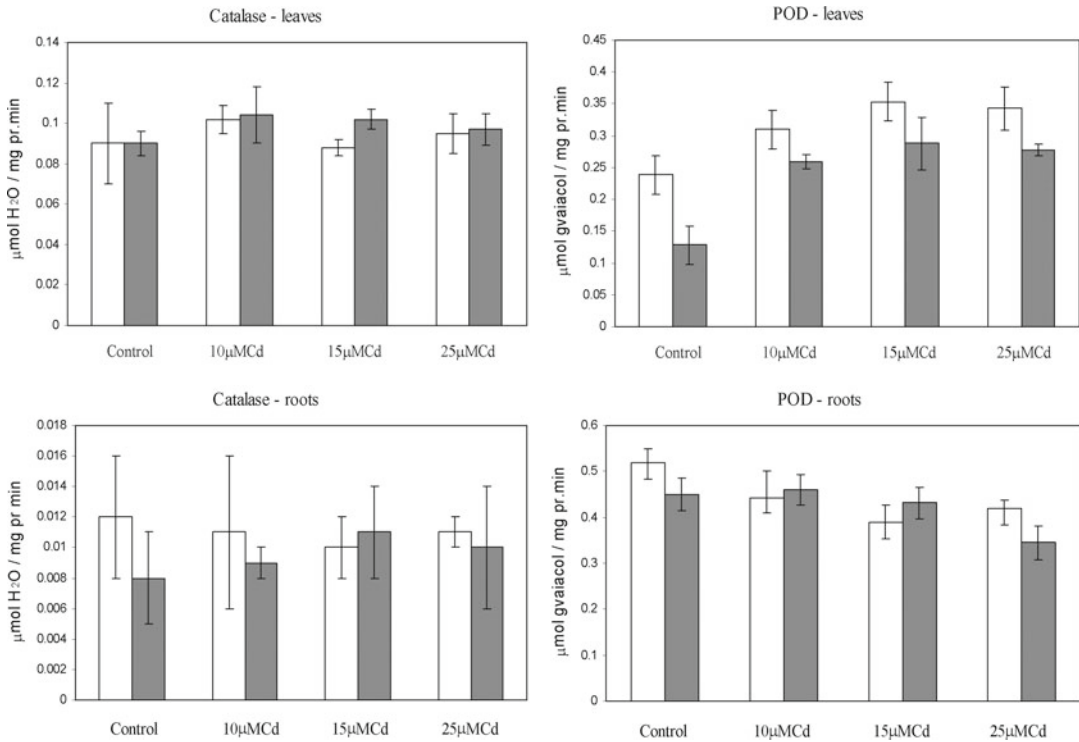 Catalase - leaves
μmol H2O / mg pr.min
0.14
0.12
0.1
0.08
0.06
0.04
0.02
0
Control 10μMCd 15μMCd 25μMCd
POD - leaves
μmol gvaiacol / mg pr.min
0.45
0.4
0.35
0.3
0.25
0.2
0.15
0.1
0.05
0
Control 10μMCd 15μMCd 25μMCd
Catalase - roots
μmol H2O / mg pr min
0.018
0.016
0.014
0.012
0.01
0.008
0.006
0.004
0.002
0
Control 10μMCd 15μMCd 25μMCd
POD - roots
μmol gvaiacol / mg pr.min
0.6
0.5
0.4
0.3
0.2
0.1
0
Control 10μMCd 15μMCd 25μMCd